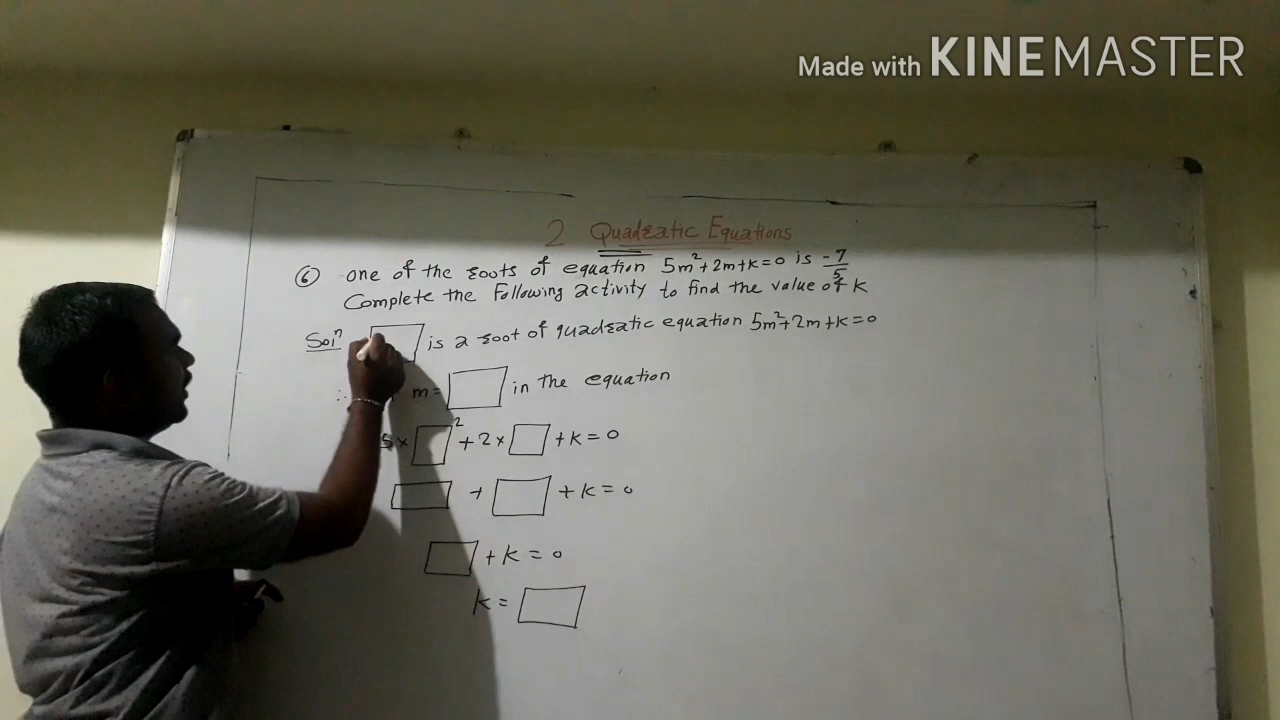 Made with KINEMASTER
2 Quadratic Equations
⑥ one of the roots of equation 5m²+2m+k=0 is -7/5
Complete the following activity to find the value of k
Solⁿ □ is a root of quadratic equation 5m²+2m+k=0
∴ m=□ in the equation
5×□²+2×□+k=0
□+□+k=0
□+k=0
k=□